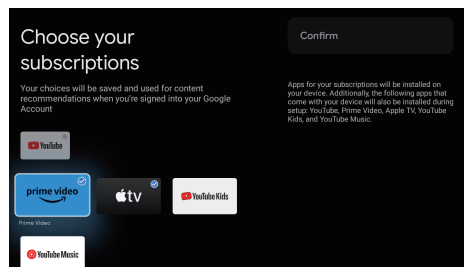 Choose your
subscriptions
Your choices will be saved and used for content
recommendations when you're signed into your Google
Account
YouTube
prime video
tv
YouTube Kids
Prime Video
YouTube Music
Confirm
Apps for your subscriptions will be installed on
your device. Additionally, the following apps that
come with your device will also be installed during
setup: YouTube, Prime Video, Apple TV, YouTube
Kids, and YouTube Music.